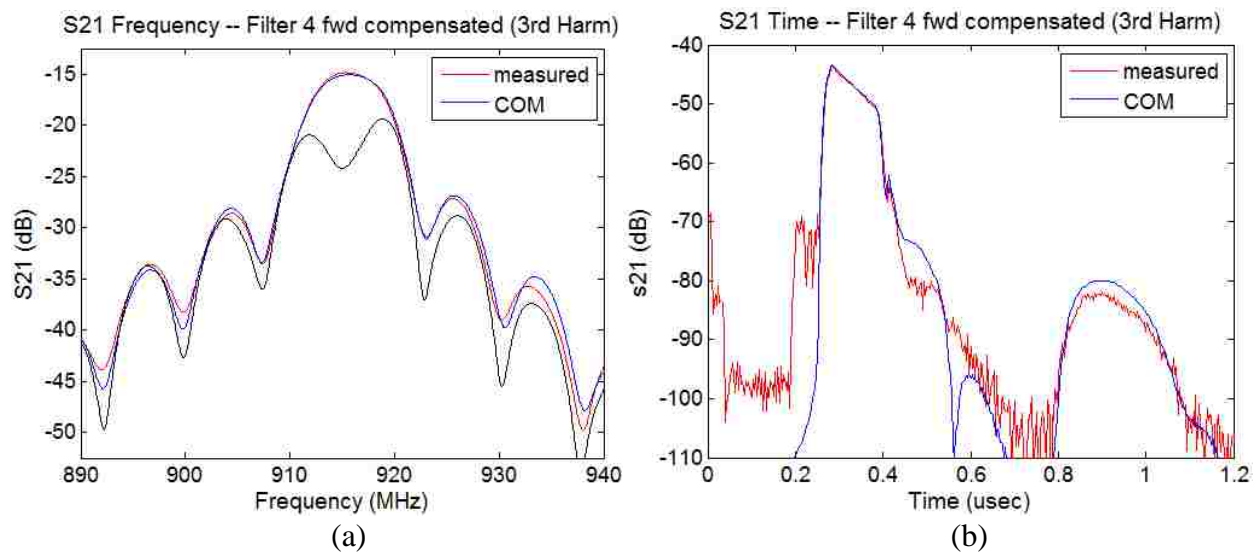 S21 Frequency -- Filter 4 fwd compensated (3rd Harm)
S21 (dB)
-15
-20
-25
-30
-35
-40
-45
-50
measured
COM
890 900 910 920 930 940
Frequency (MHz)
(a)
S21 Time -- Filter 4 fwd compensated (3rd Harm)
s21 (dB)
-40
-50
-60
-70
-80
-90
-100
-110
measured
COM
0 0.2 0.4 0.6 0.8 1 1.2
Time (usec)
(b)